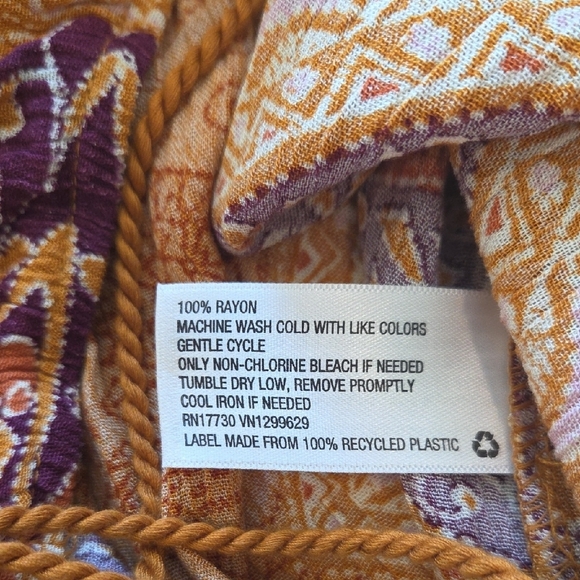 100% RAYON
MACHINE WASH COLD WITH LIKE COLORS
GENTLE CYCLE
ONLY NON-CHLORINE BLEACH IF NEEDED
TUMBLE DRY LOW, REMOVE PROMPTLY
COOL IRON IF NEEDED
RN17730 VN1299629
LABEL MADE FROM 100% RECYCLED PLASTIC